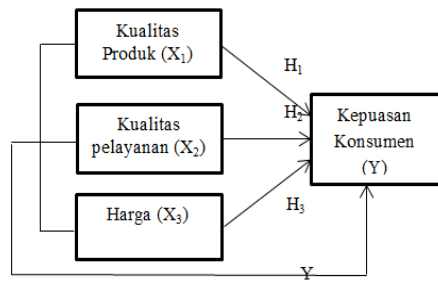 Kualitas
Produk (X₁)
H₁
Kualitas
pelayanan (X₂)
H₂
Kepuasan
Konsumen
(Y)
Harga (X₃)
H₃
Y